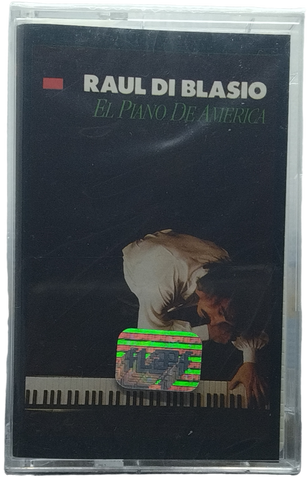 RAUL DI BLASIO
EL PIANO DE AMERICA